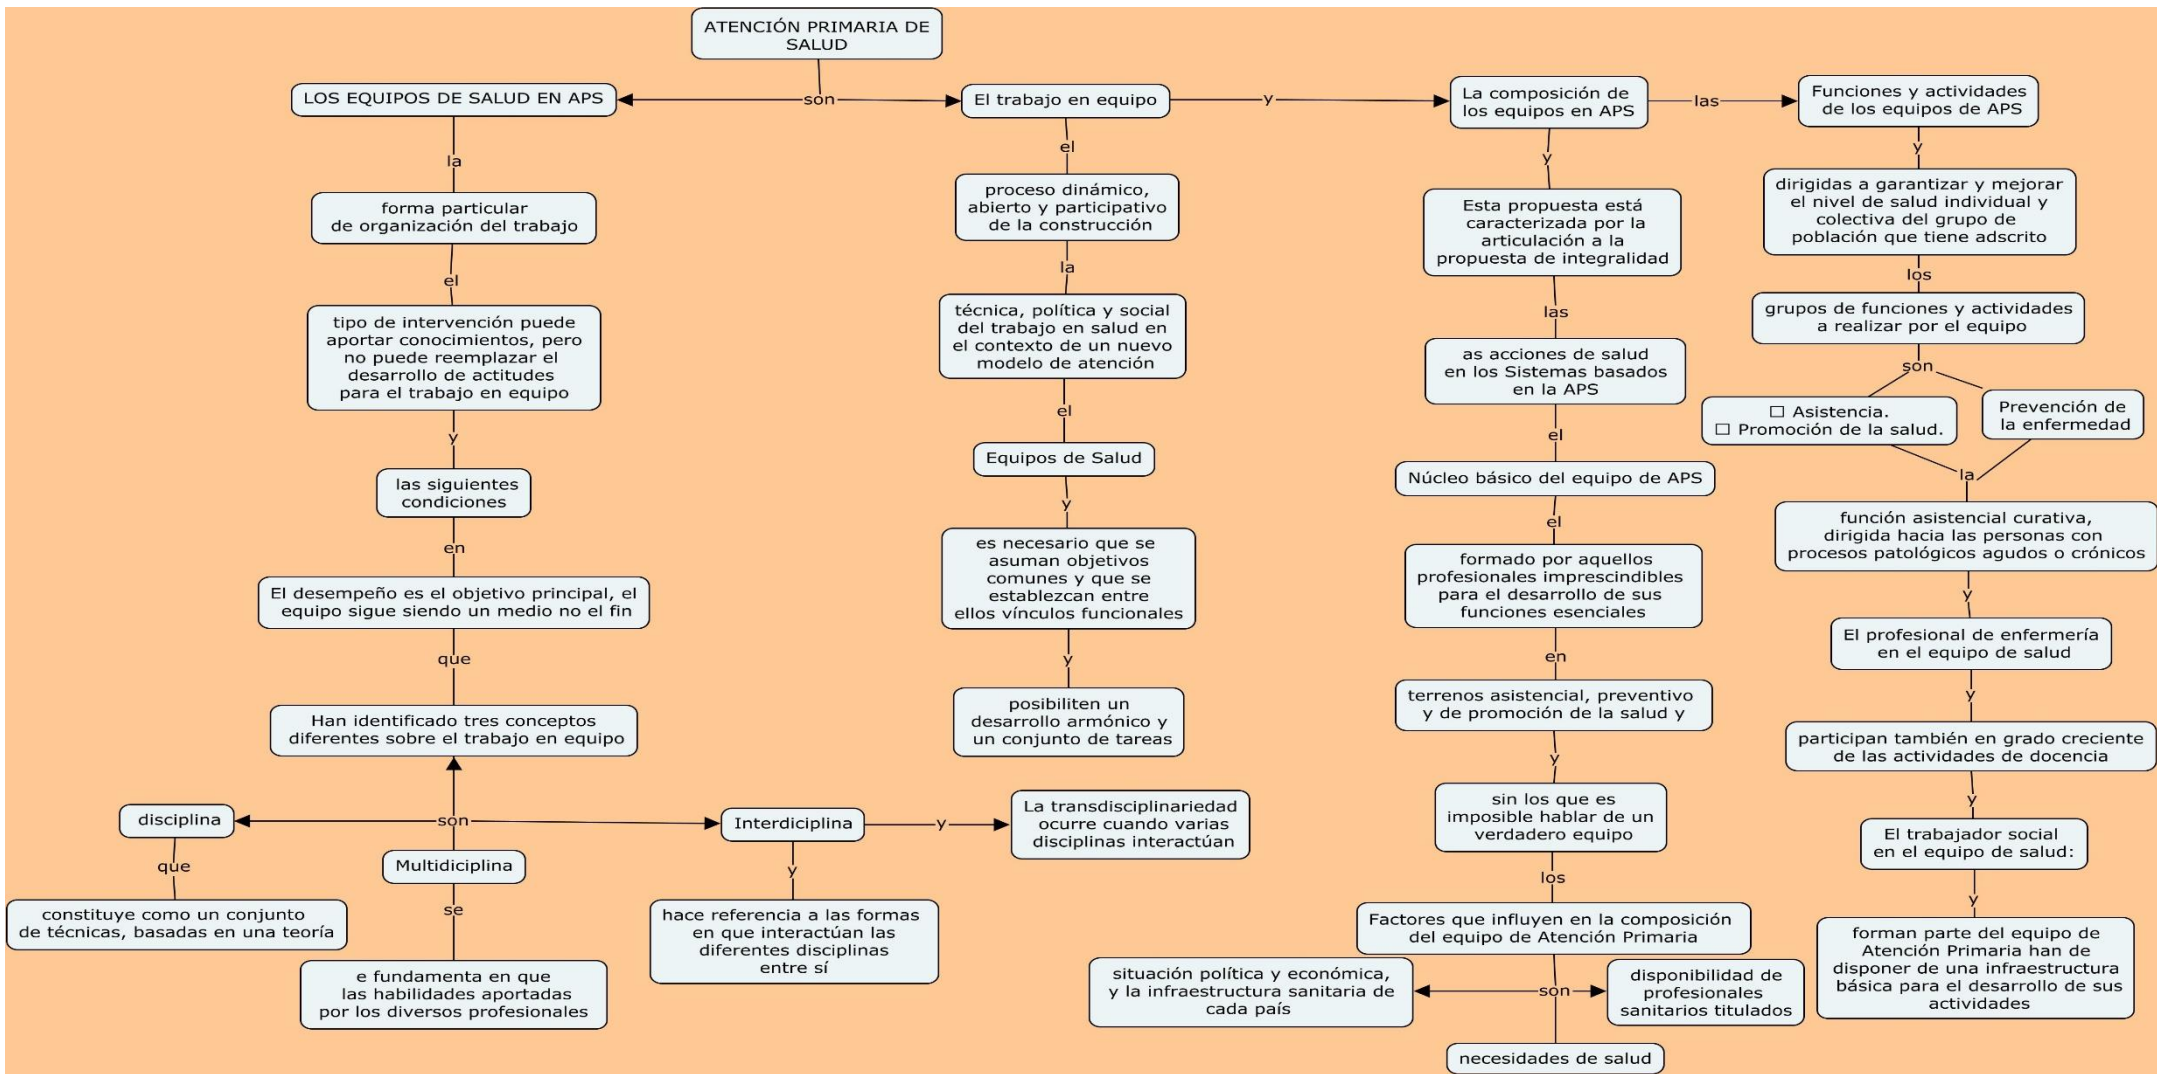 ATENCIÓN PRIMARIA DE
SALUD
son
LOS EQUIPOS DE SALUD EN APS
la
forma particular
de organización del trabajo
el
tipo de intervención puede
aportar conocimientos, pero
no puede reemplazar el
desarrollo de actitudes
para el trabajo en equipo
y
las siguientes
condiciones
en
El desempeño es el objetivo principal, el
equipo sigue siendo un medio no el fin
que
Han identificado tres conceptos
diferentes sobre el trabajo en equipo
son
disciplina
que
constituye como un conjunto
de técnicas, basadas en una teoría
Multidiciplina
se
e fundamenta en que
las habilidades aportadas
por los diversos profesionales
Interdiciplina
y
hace referencia a las formas
en que interactúan las
diferentes disciplinas
entre sí
y
La transdisciplinariedad
ocurre cuando varias
disciplinas interactúan
El trabajo en equipo
el
proceso dinámico,
abierto y participativo
de la construcción
la
técnica, política y social
del trabajo en salud en
el contexto de un nuevo
modelo de atención
el
Equipos de Salud
y
es necesario que se
asuman objetivos
comunes y que se
establezcan entre
ellos vínculos funcionales
y
posibiliten un
desarrollo armónico y
un conjunto de tareas
y
La composición de
los equipos en APS
y
Esta propuesta está
caracterizada por la
articulación a la
propuesta de integralidad
las
as acciones de salud
en los Sistemas basados
en la APS
el
Núcleo básico del equipo de APS
el
formado por aquellos
profesionales imprescindibles
para el desarrollo de sus
funciones esenciales
en
terrenos asistencial, preventivo
y de promoción de la salud y
y
sin los que es
imposible hablar de un
verdadero equipo
los
Factores que influyen en la composición
del equipo de Atención Primaria
son
situación política y económica,
y la infraestructura sanitaria de
cada país
disponibilidad de
profesionales
sanitarios titulados
necesidades de salud
las
Funciones y actividades
de los equipos de APS
y
dirigidas a garantizar y mejorar
el nivel de salud individual y
colectiva del grupo de
población que tiene adscrito
los
grupos de funciones y actividades
a realizar por el equipo
son
☐ Asistencia.
☐ Promoción de la salud.
Prevención de
la enfermedad
la
función asistencial curativa,
dirigida hacia las personas con
procesos patológicos agudos o crónicos
y
El profesional de enfermería
en el equipo de salud
y
participan también en grado creciente
de las actividades de docencia
y
El trabajador social
en el equipo de salud:
y
forman parte del equipo de
Atención Primaria han de
disponer de una infraestructura
básica para el desarrollo de sus
actividades